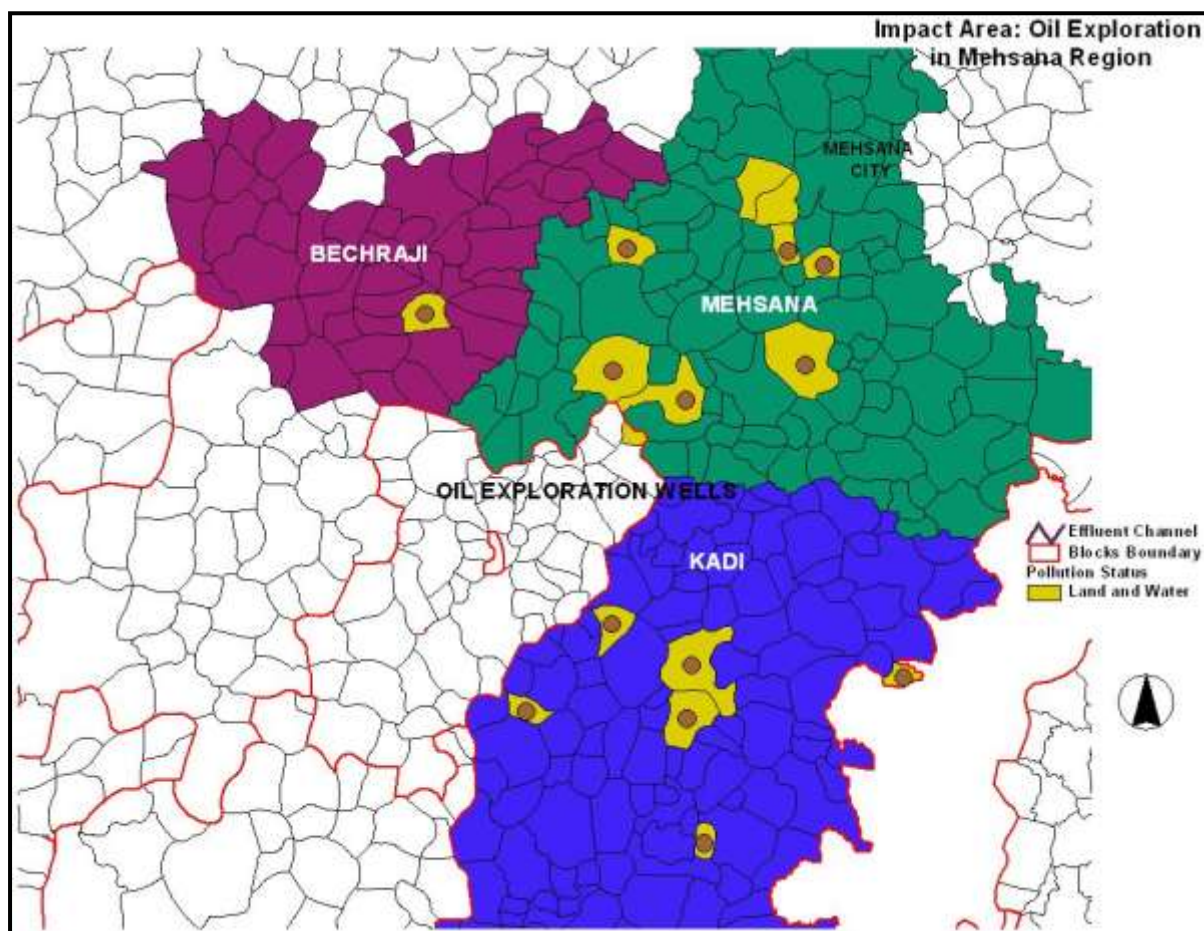 Impact Area: Oil Exploration
in Mehsana Region
MEHSANA
CITY
BECHRAJI
MEHSANA
OIL EXPLORATION WELLS
KADI
Effluent Channel
Blocks Boundary
Pollution Status
Land and Water